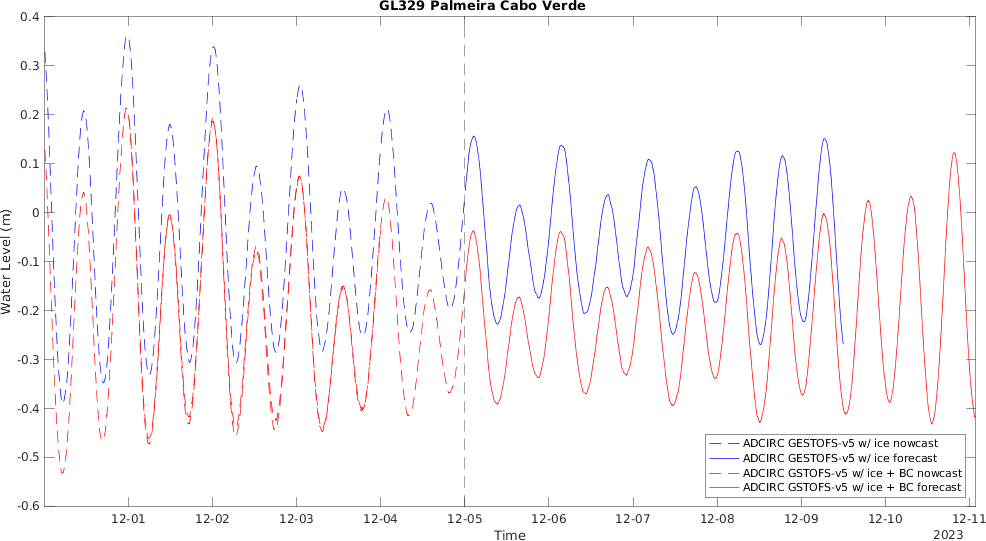 GL329 Palmeira Cabo Verde
0.4
0.3
0.2
0.1
0
-0.1
-0.2
-0.3
-0.4
-0.5
-0.6
Water Level (m)
ADCIRC GESTOFS-v5 w/ ice nowcast
ADCIRC GESTOFS-v5 w/ ice forecast
ADCIRC GSTOFS-v5 w/ ice + BC nowcast
ADCIRC GSTOFS-v5 w/ ice + BC forecast
12-01 12-02 12-03 12-04 12-05 12-06 12-07 12-08 12-09 12-10 12-11
Time
2023